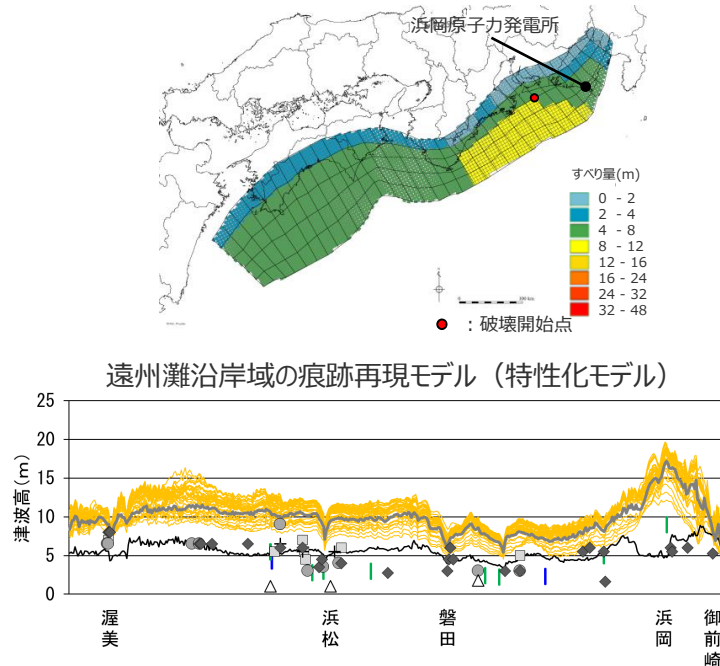 浜岡原子力発電所
すべり量(m)
0 - 2
2 - 4
4 - 8
8 - 12
12 - 16
16 - 24
24 - 32
32 - 48
：破壊開始点
遠州灘沿岸域の痕跡再現モデル（特性化モデル）
津波高(m)
25
20
15
10
5
0
渥美
浜松
磐田
浜岡
御前崎